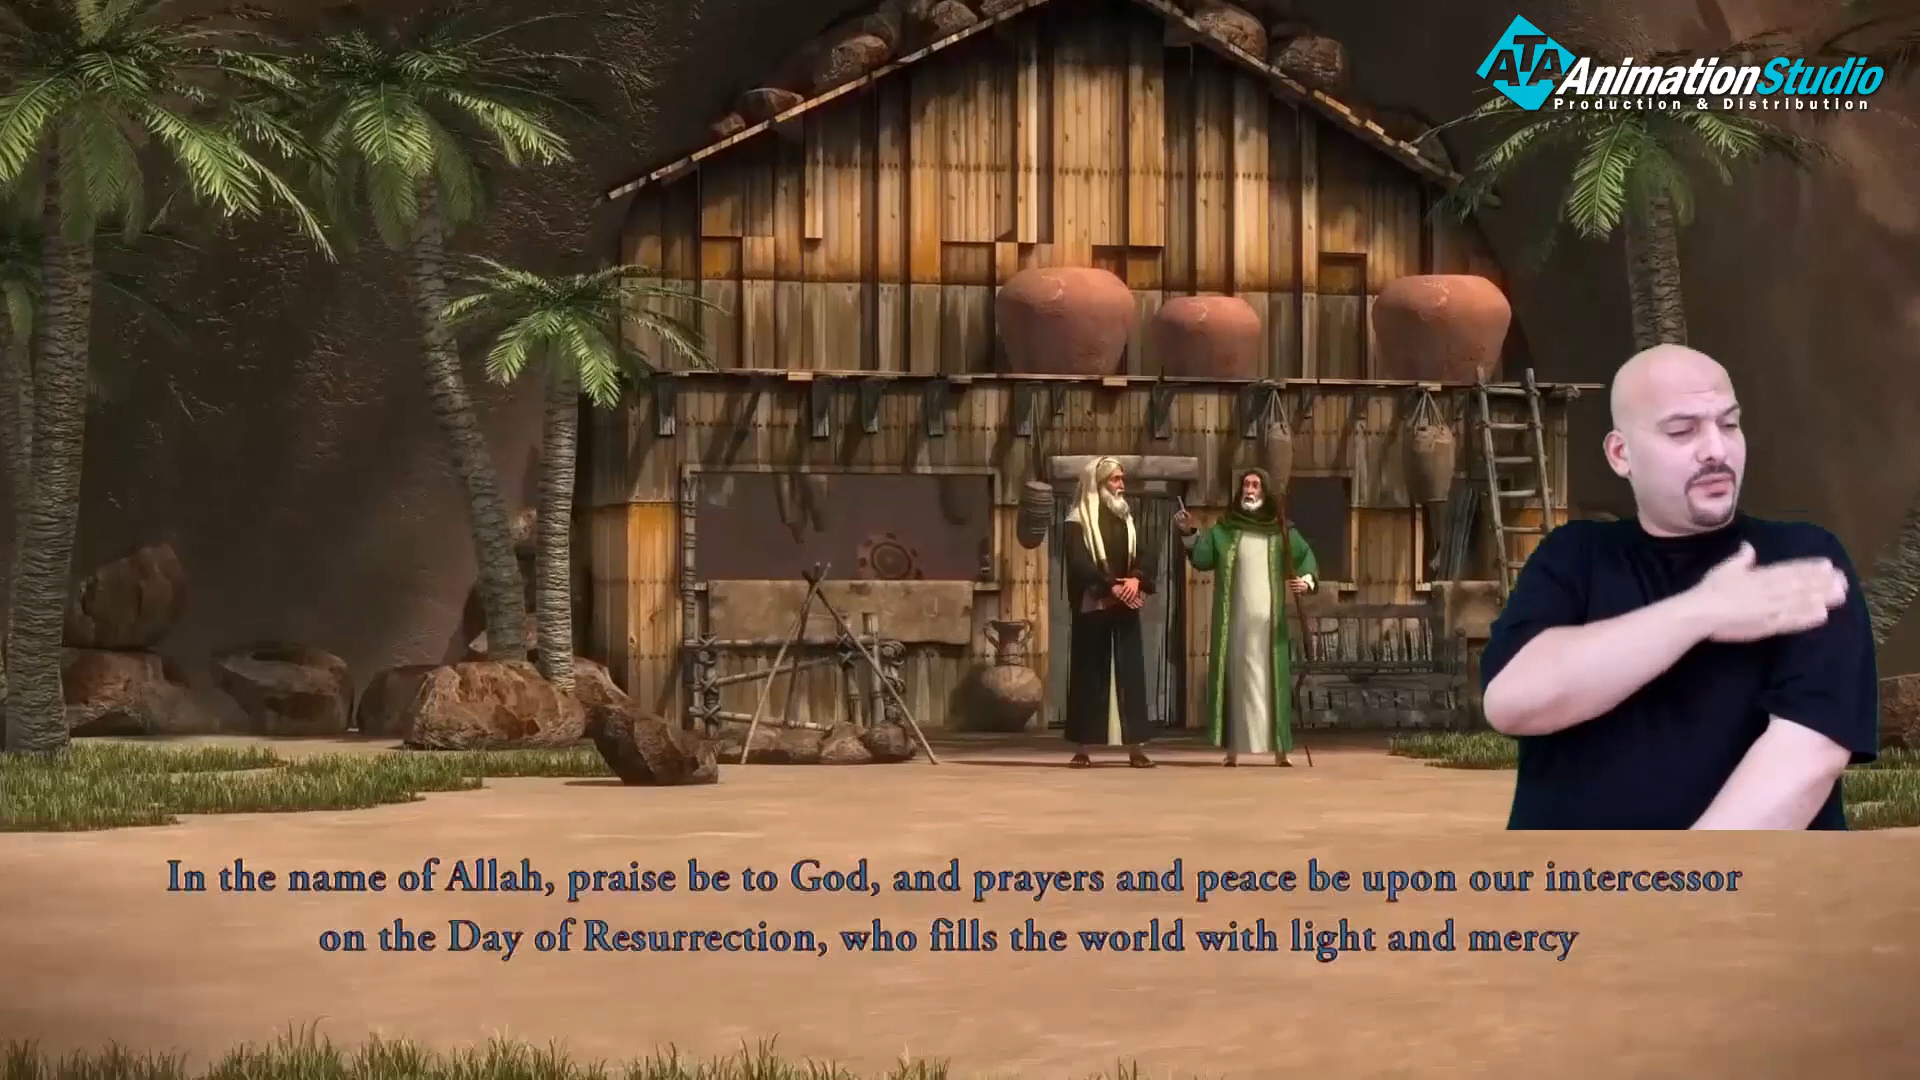 ATA AnimationStudio
Production & Distribution
In the name of Allah, praise be to God, and prayers and peace be upon our intercessor
on the Day of Resurrection, who fills the world with light and mercy